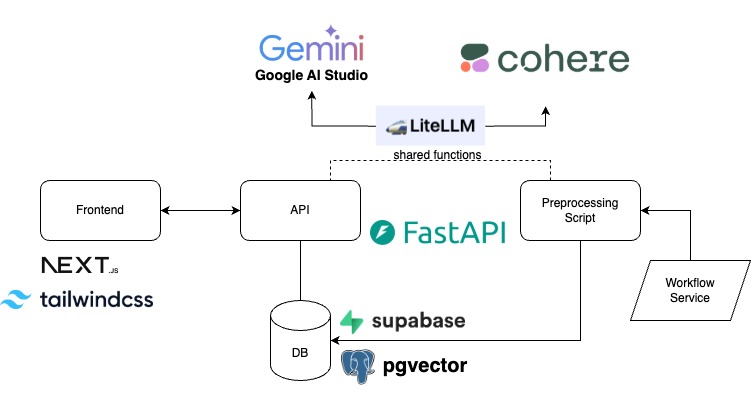 Gemini
Google AI Studio
cohere
LiteLLM
shared functions
Frontend
API
Preprocessing
Script
FastAPI
NEXT.JS
tailwindcss
Workflow
Service
supabase
DB
pgvector